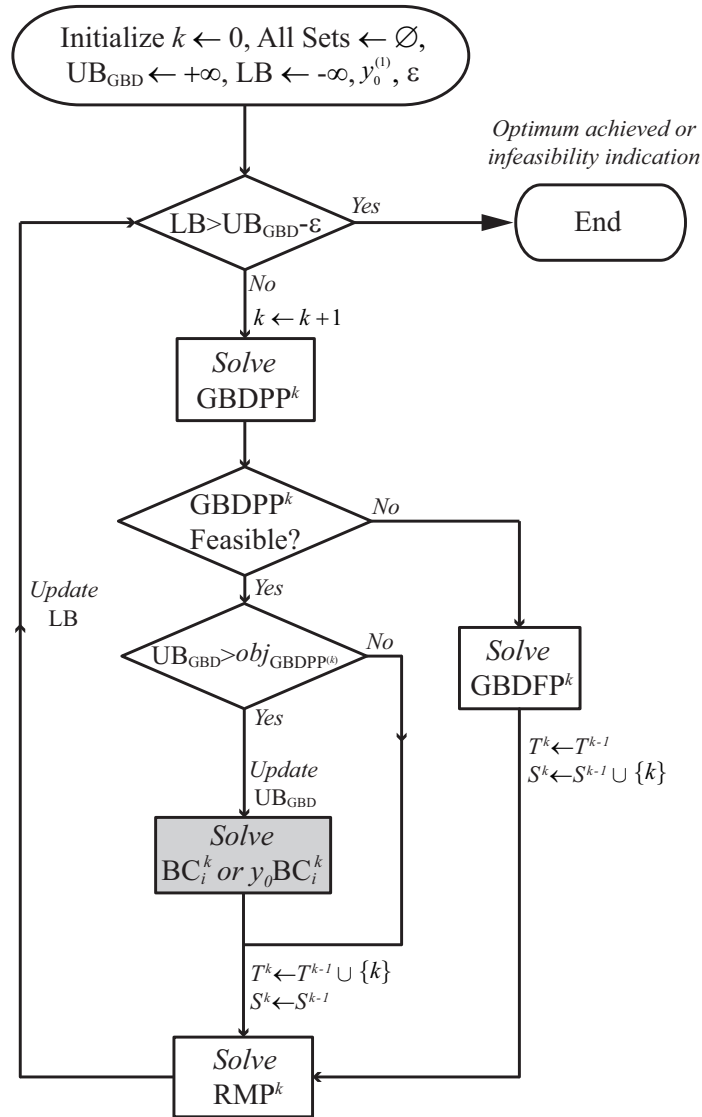 Initialize k ← 0, All Sets ← ∅,
UB_GBD ← +∞, LB ← -∞, y_0^(1), ε
Optimum achieved or
infeasibility indication
LB>UB_GBD-ε
Yes
End
No
k ← k+1
Solve
GBDPP^k
GBDPP^k
Feasible?
No
Yes
Update
LB
UB_GBD>obj_GBDPP^(k)
No
Yes
Solve
GBDFP^k
T^k←T^k-1
S^k←S^k-1 ∪ {k}
Update
UB_GBD
Solve
BC_i^k or y_0BC_i^k
T^k←T^k-1 ∪ {k}
S^k←S^k-1
Solve
RMP^k